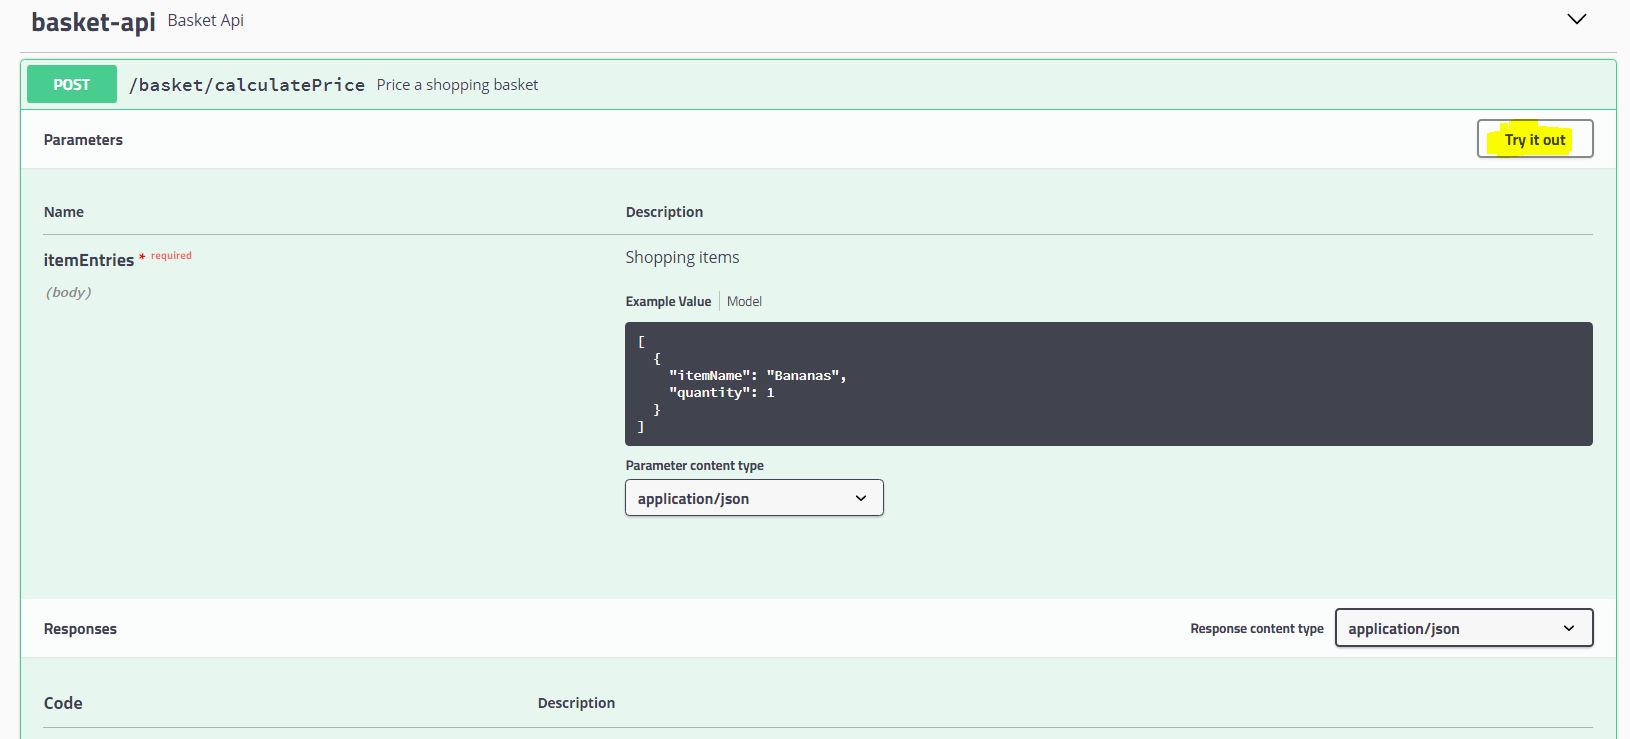 basket-api Basket Api
POST /basket/calculatePrice Price a shopping basket
Parameters Try it out
Name Description
itemEntries * required Shopping items
(body)
Example Value Model
[
  {
    "itemName": "Bananas",
    "quantity": 1
  }
]
Parameter content type
application/json
Responses Response content type application/json
Code Description